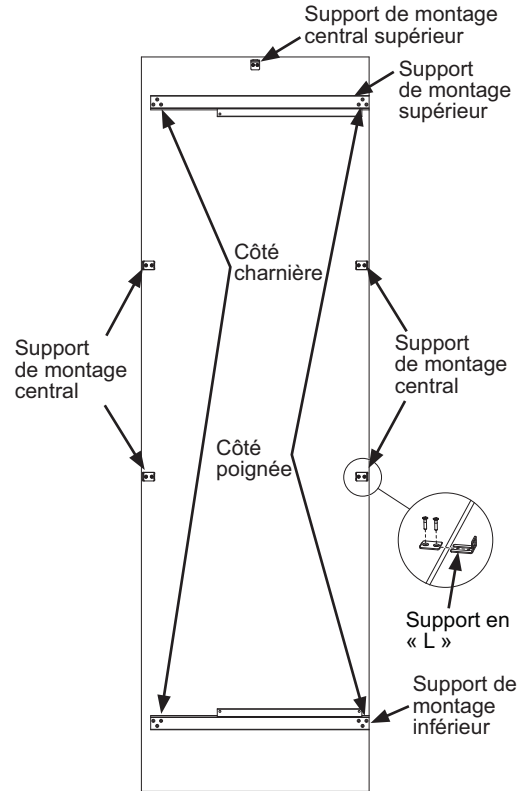 Support de montage
central supérieur
Support
de montage
supérieur
Côté
charnière
Support
de montage
central
Support
de montage
central
Côté
poignée
Support en
« L »
Support de
montage
inférieur